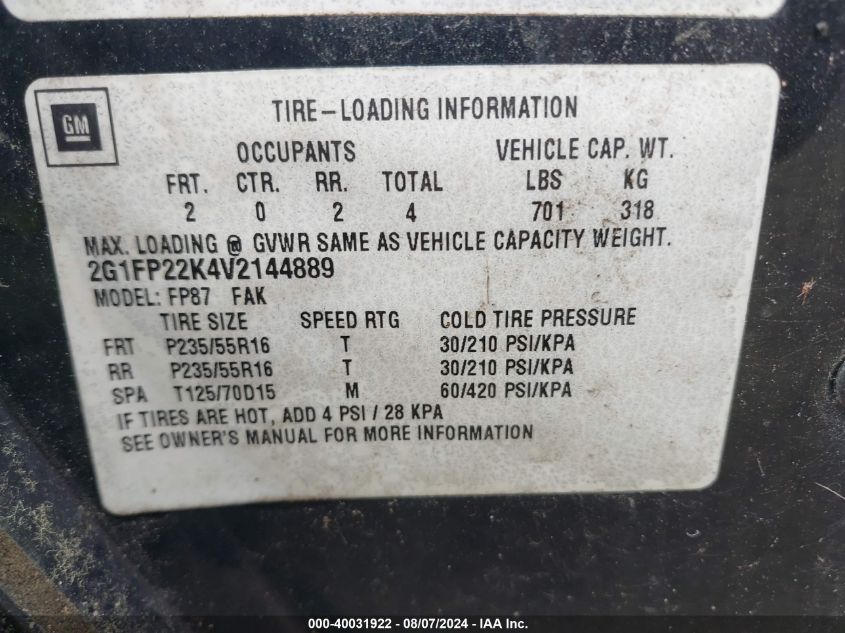 GM
TIRE-LOADING INFORMATION
OCCUPANTS VEHICLE CAP. WT.
FRT. CTR. RR. TOTAL LBS KG
2 0 2 4 701 318
MAX. LOADING @ GVWR SAME AS VEHICLE CAPACITY WEIGHT.
2G1FP22K4V2144889
MODEL: FP87 FAK
TIRE SIZE SPEED RTG COLD TIRE PRESSURE
FRT P235/55R16 T 30/210 PSI/KPA
RR P235/55R16 T 30/210 PSI/KPA
SPA T125/70D15 M 60/420 PSI/KPA
IF TIRES ARE HOT, ADD 4 PSI / 28 KPA
SEE OWNER'S MANUAL FOR MORE INFORMATION
000-40031922 - 08/07/2024 - IAA Inc.